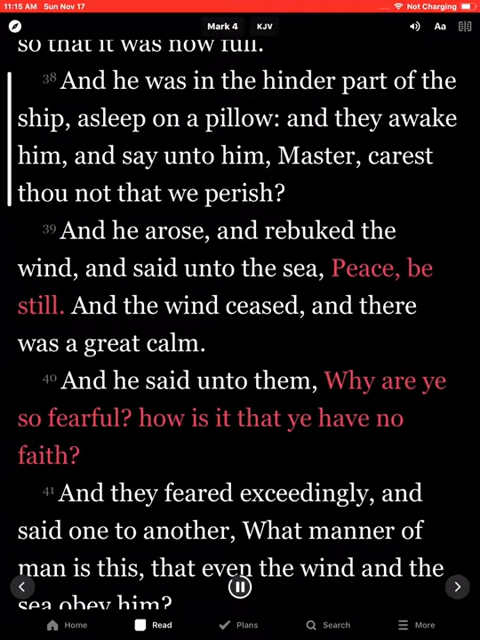 11:15 AM Sun Nov 17
Not Charging
Mark 4
KJV
Aa
so that it was now full.
38 And he was in the hinder part of the
ship, asleep on a pillow: and they awake
him, and say unto him, Master, carest
thou not that we perish?
39 And he arose, and rebuked the
wind, and said unto the sea, Peace, be
still. And the wind ceased, and there
was a great calm.
40 And he said unto them, Why are ye
so fearful? how is it that ye have no
faith?
41 And they feared exceedingly, and
said one to another, What manner of
man is this, that even the wind and the
sea obey him?
Home
Read
Plans
Search
More